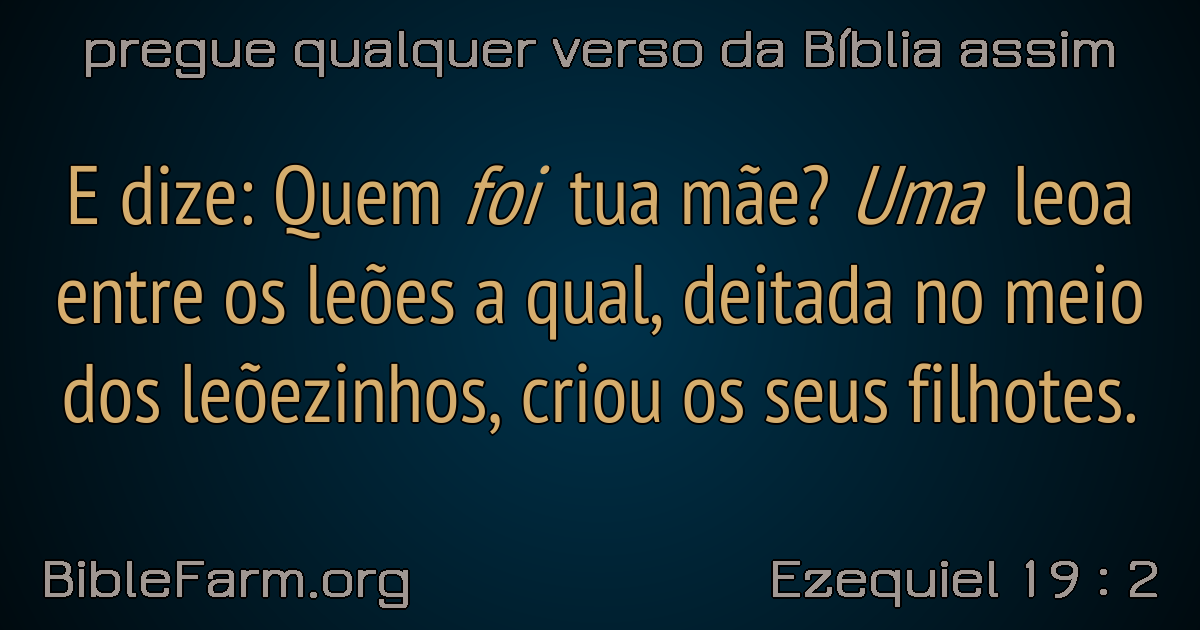 pregue qualquer verso da Bíblia assim
E dize: Quem foi tua mãe? Uma leoa
entre os leões a qual, deitada no meio
dos leõezinhos, criou os seus filhotes.
BibleFarm.org
Ezequiel 19 : 2